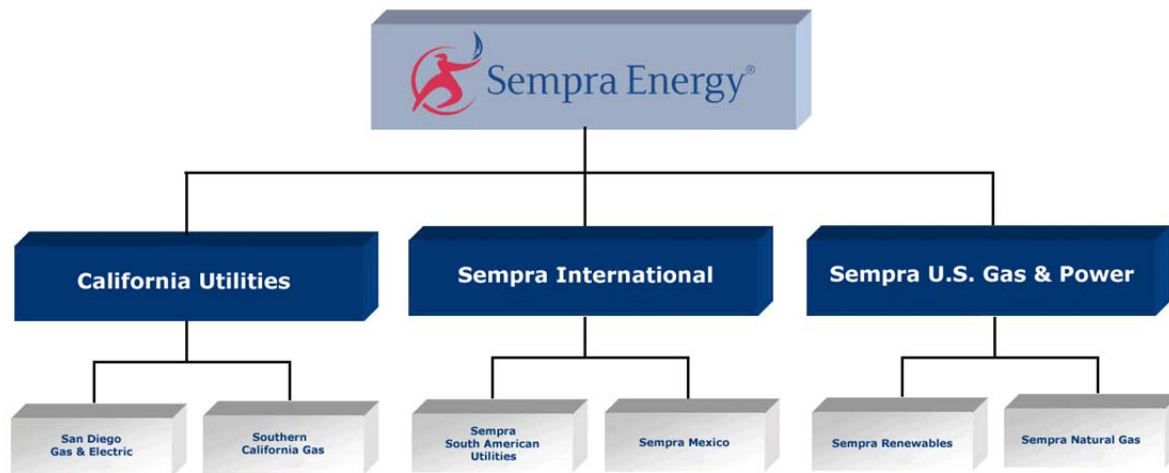 Sempra Energy®
California Utilities
Sempra International
Sempra U.S. Gas & Power
San Diego
Gas & Electric
Southern
California Gas
Sempra
South American
Utilities
Sempra Mexico
Sempra Renewables
Sempra Natural Gas